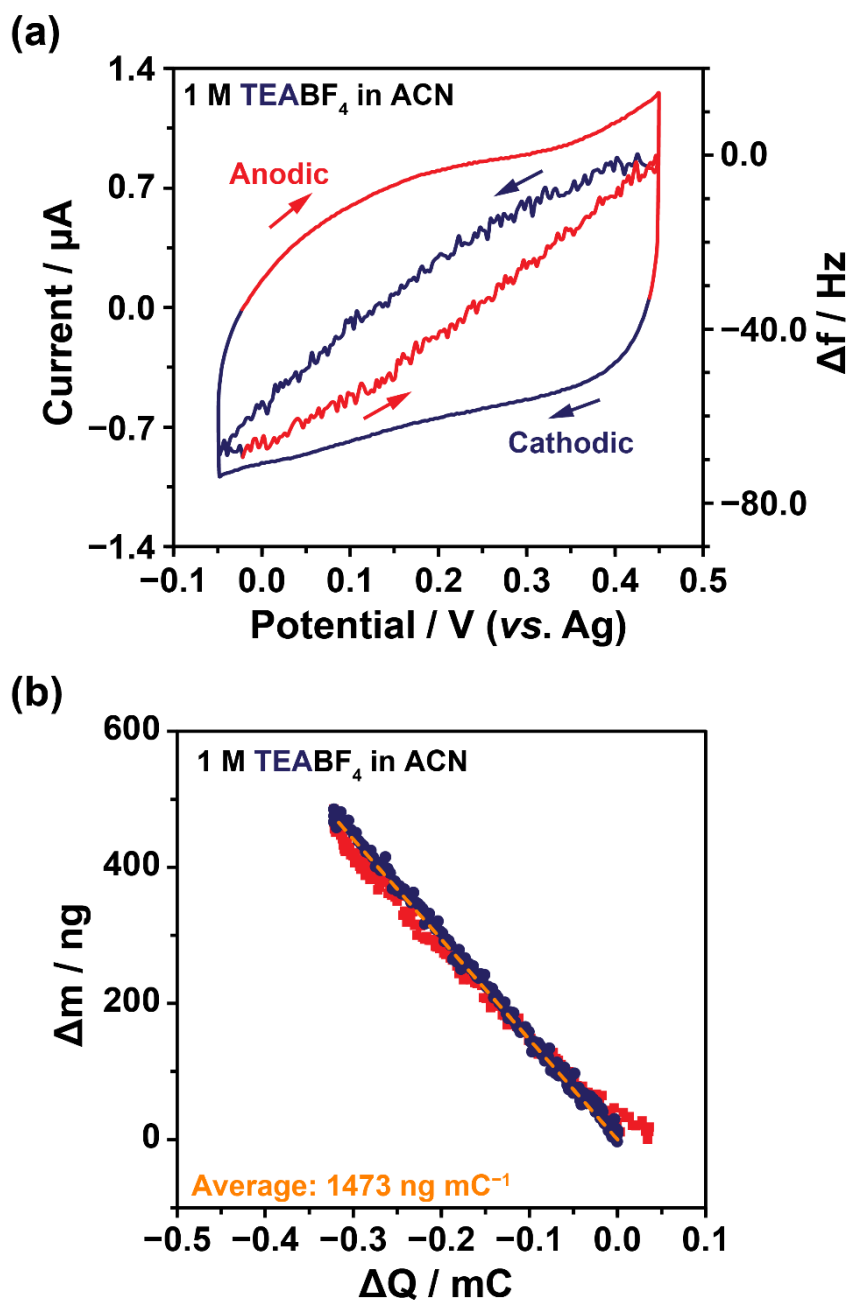 (a)
1 M TEABF₄ in ACN
Anodic
Cathodic
1.4
0.7
0.0
−0.7
−1.4
Current / µA
0.0
−40.0
−80.0
Δf / Hz
−0.1 0.0 0.1 0.2 0.3 0.4 0.5
Potential / V (vs. Ag)
(b)
1 M TEABF₄ in ACN
600
400
200
0
Δm / ng
Average: 1473 ng mC⁻¹
−0.5 −0.4 −0.3 −0.2 −0.1 0.0 0.1
ΔQ / mC